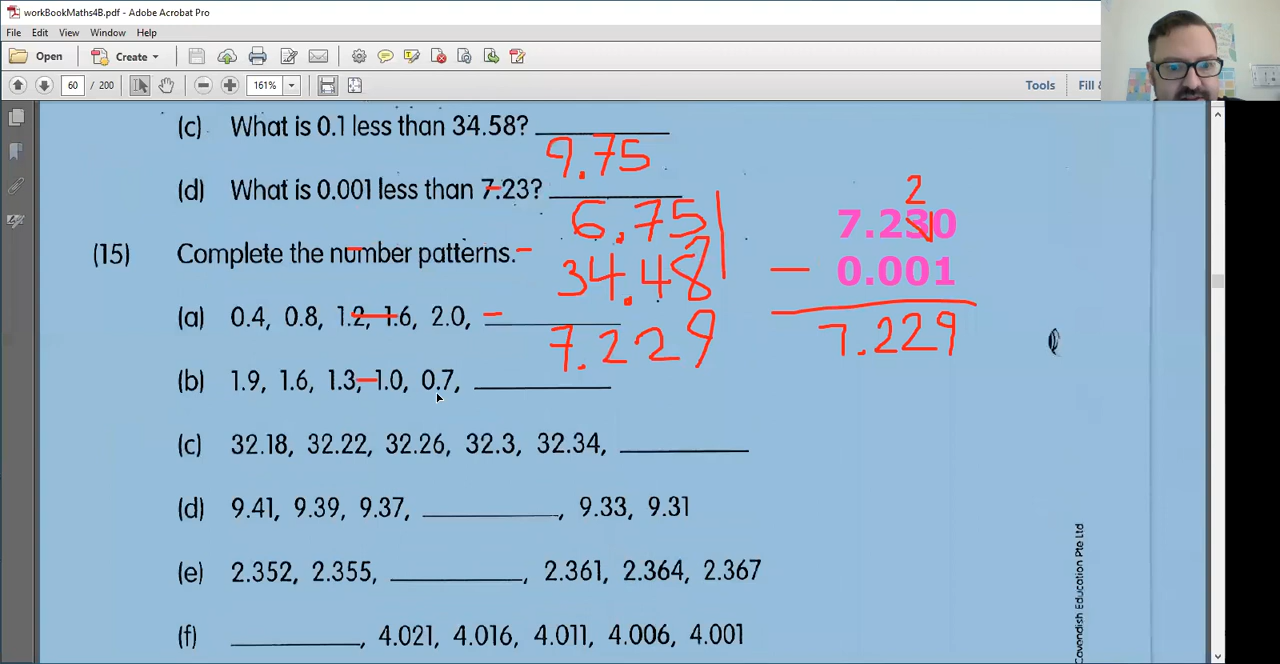 workBookMaths4B.pdf - Adobe Acrobat Pro
File Edit View Window Help
Open Create
60 / 200 161% Tools Fill &
(c) What is 0.1 less than 34.58?
9.75
(d) What is 0.001 less than 7.23?
6.75
2
7.230
(15) Complete the number patterns.
34.48
- 0.001
(a) 0.4, 0.8, 1.2, 1.6, 2.0,
7.229
7.229
(b) 1.9, 1.6, 1.3, 1.0, 0.7,
(c) 32.18, 32.22, 32.26, 32.3, 32.34,
(d) 9.41, 9.39, 9.37, , 9.33, 9.31
(e) 2.352, 2.355, , 2.361, 2.364, 2.367
(f) , 4.021, 4.016, 4.011, 4.006, 4.001
Cavendish Education Pte Ltd